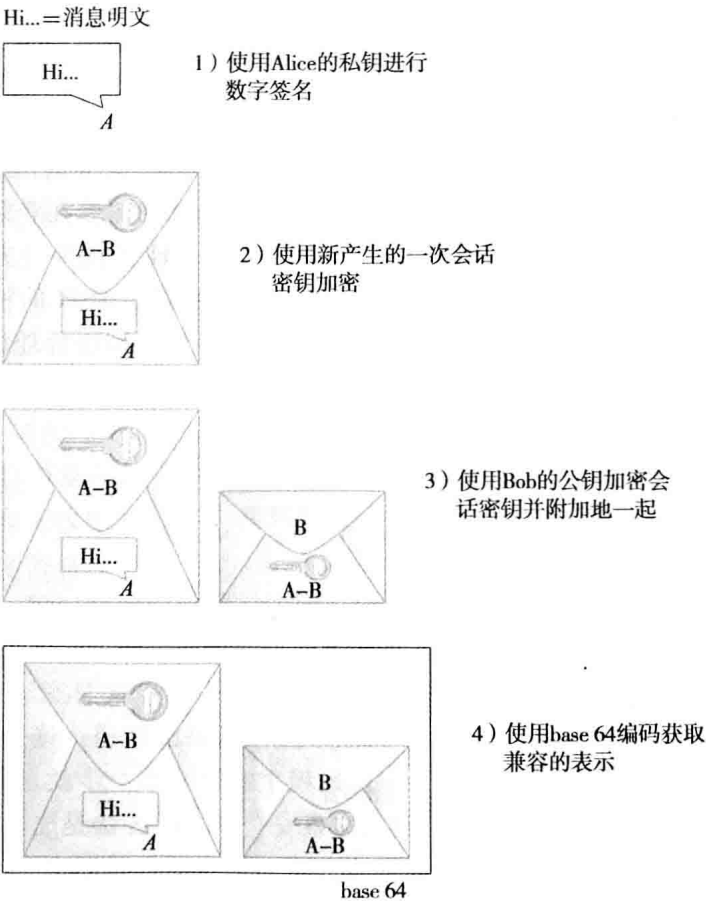 Hi...=消息明文
Hi...
A
1）使用Alice的私钥进行
数字签名
A-B
Hi...
A
2）使用新产生的一次会话
密钥加密
A-B
Hi...
A
B
A-B
3）使用Bob的公钥加密会
话密钥并附加地一起
A-B
Hi...
A
B
A-B
4）使用base 64编码获取
兼容的表示
base 64